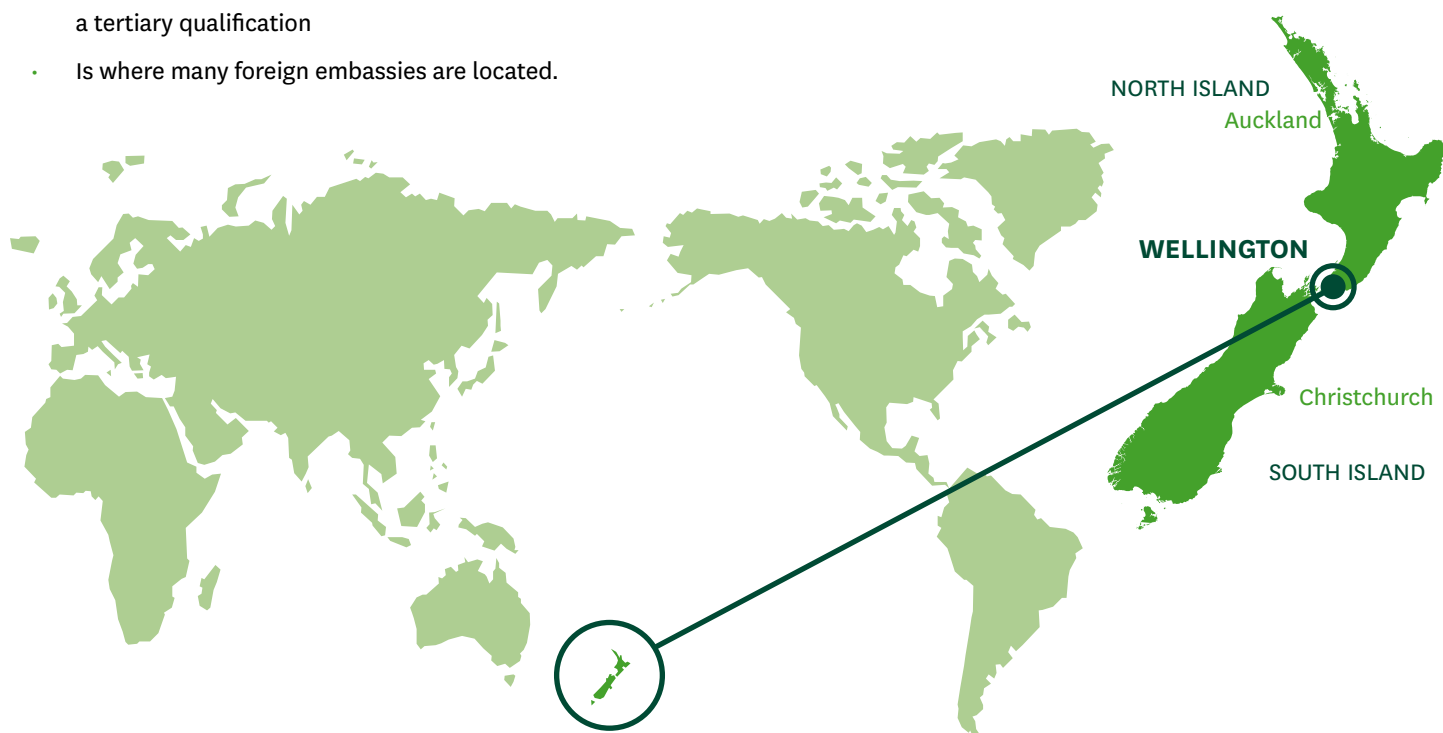 a tertiary qualification
· Is where many foreign embassies are located.
NORTH ISLAND
Auckland
WELLINGTON
Christchurch
SOUTH ISLAND